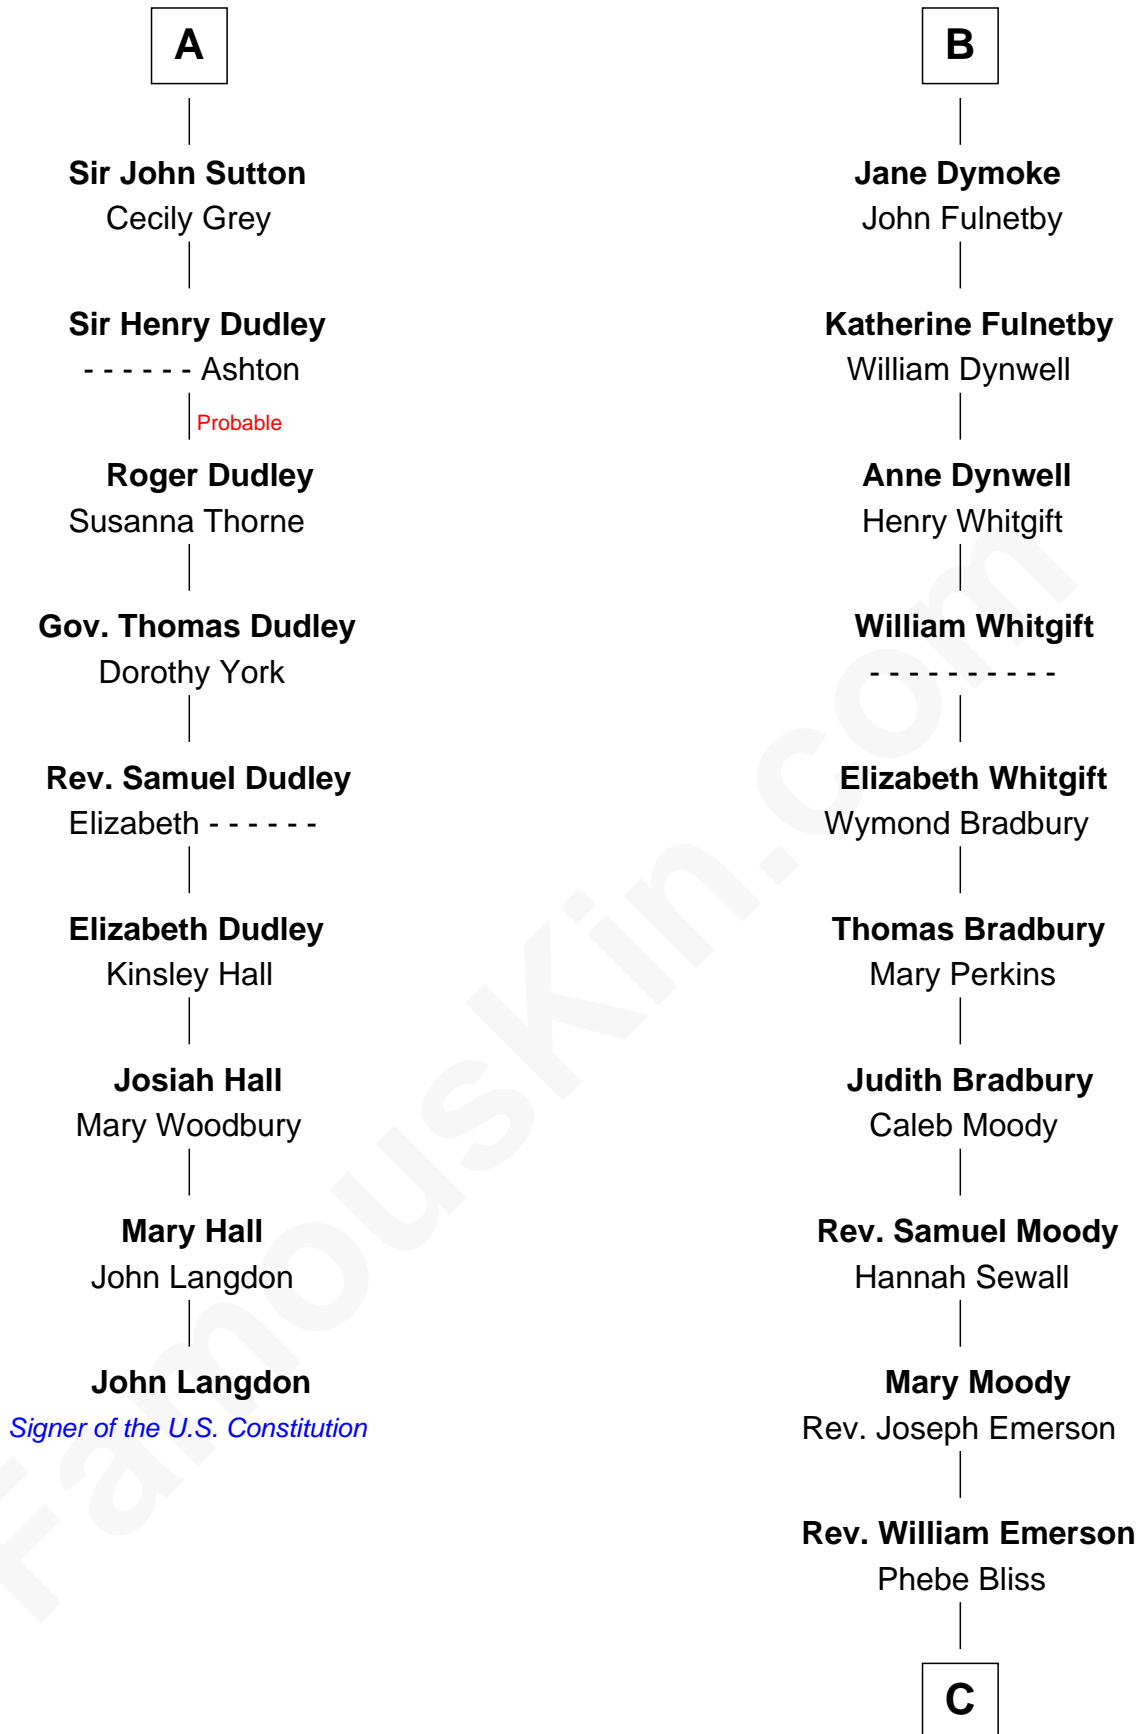 A
Sir John Sutton
Cecily Grey
Sir Henry Dudley
- - - - - - Ashton
Probable
Roger Dudley
Susanna Thorne
Gov. Thomas Dudley
Dorothy York
Rev. Samuel Dudley
Elizabeth - - - - - -
Elizabeth Dudley
Kinsley Hall
Josiah Hall
Mary Woodbury
Mary Hall
John Langdon
John Langdon
Signer of the U.S. Constitution
B
Jane Dymoke
John Fulnetby
Katherine Fulnetby
William Dynwell
Anne Dynwell
Henry Whitgift
William Whitgift
- - - - - - - - - -
Elizabeth Whitgift
Wymond Bradbury
Thomas Bradbury
Mary Perkins
Judith Bradbury
Caleb Moody
Rev. Samuel Moody
Hannah Sewall
Mary Moody
Rev. Joseph Emerson
Rev. William Emerson
Phebe Bliss
C
FamousKin.com